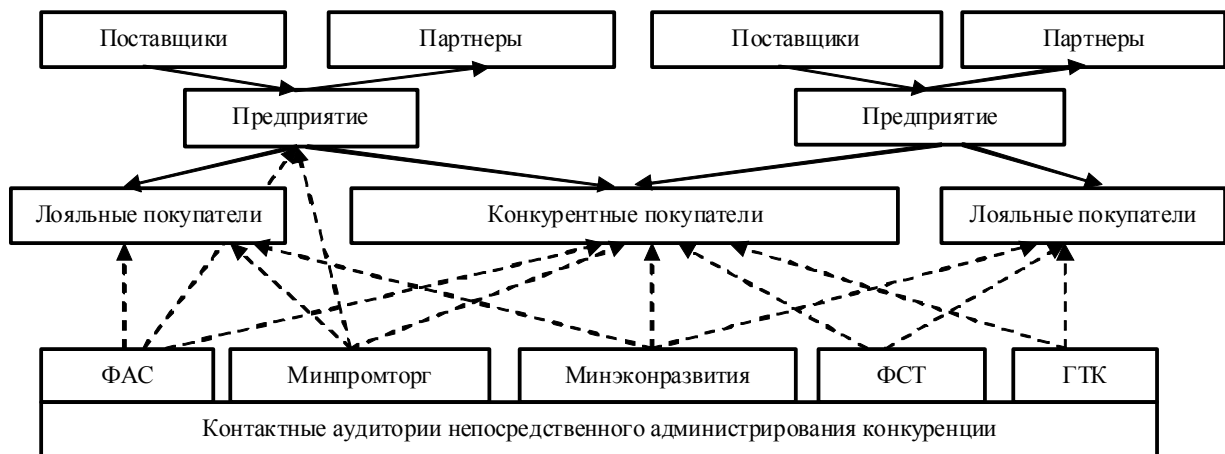 Поставщики
Партнеры
Поставщики
Партнеры
Предприятие
Предприятие
Лояльные покупатели
Конкурентные покупатели
Лояльные покупатели
ФАС
Минпромторг
Минэконразвития
ФСТ
ГТК
Контактные аудитории непосредственного администрирования конкуренции